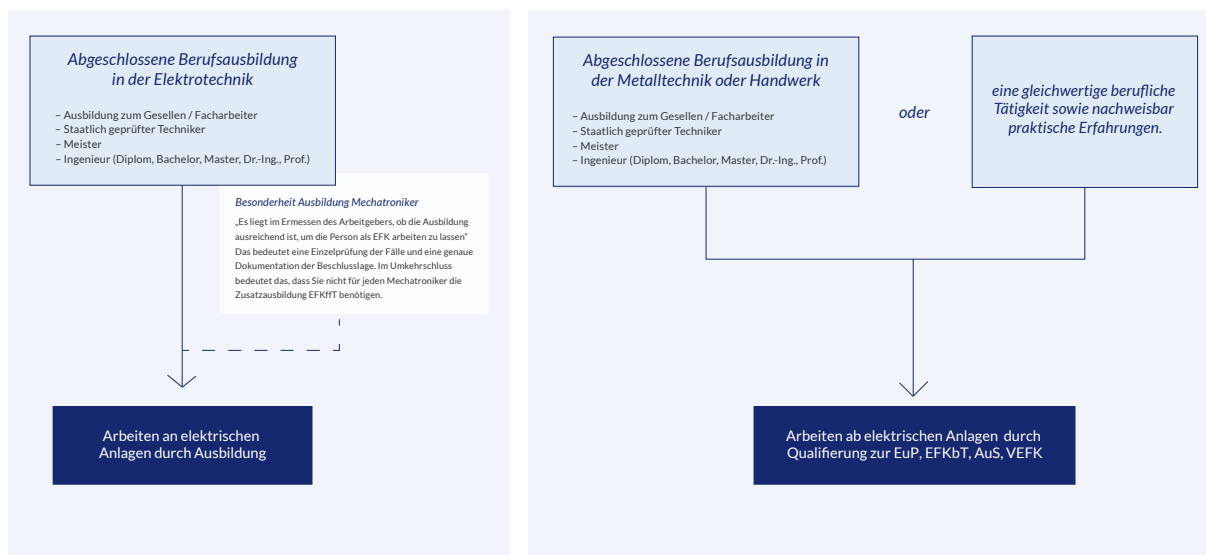 Abgeschlossene Berufsausbildung
in der Elektrotechnik
– Ausbildung zum Gesellen / Facharbeiter
– Staatlich geprüfter Techniker
– Meister
– Ingenieur (Diplom, Bachelor, Master, Dr.-Ing., Prof.)
Besonderheit Ausbildung Mechatroniker
„Es liegt im Ermessen des Arbeitgebers, ob die Ausbildung
ausreichend ist, um die Person als EFK arbeiten zu lassen“
Das bedeutet eine Einzelprüfung der Fälle und eine genaue
Dokumentation der Beschlusslage. Im Umkehrschluss
bedeutet das, dass Sie nicht für jeden Mechatroniker die
Zusatzausbildung EFKffT benötigen.
Arbeiten an elektrischen
Anlagen durch Ausbildung
Abgeschlossene Berufsausbildung in
der Metalltechnik oder Handwerk
– Ausbildung zum Gesellen / Facharbeiter
– Staatlich geprüfter Techniker
– Meister
– Ingenieur (Diplom, Bachelor, Master, Dr.-Ing., Prof.)
oder
eine gleichwertige berufliche
Tätigkeit sowie nachweisbar
praktische Erfahrungen.
Arbeiten ab elektrischen Anlagen durch
Qualifierung zur EuP, EFKbT, AuS, VEFK